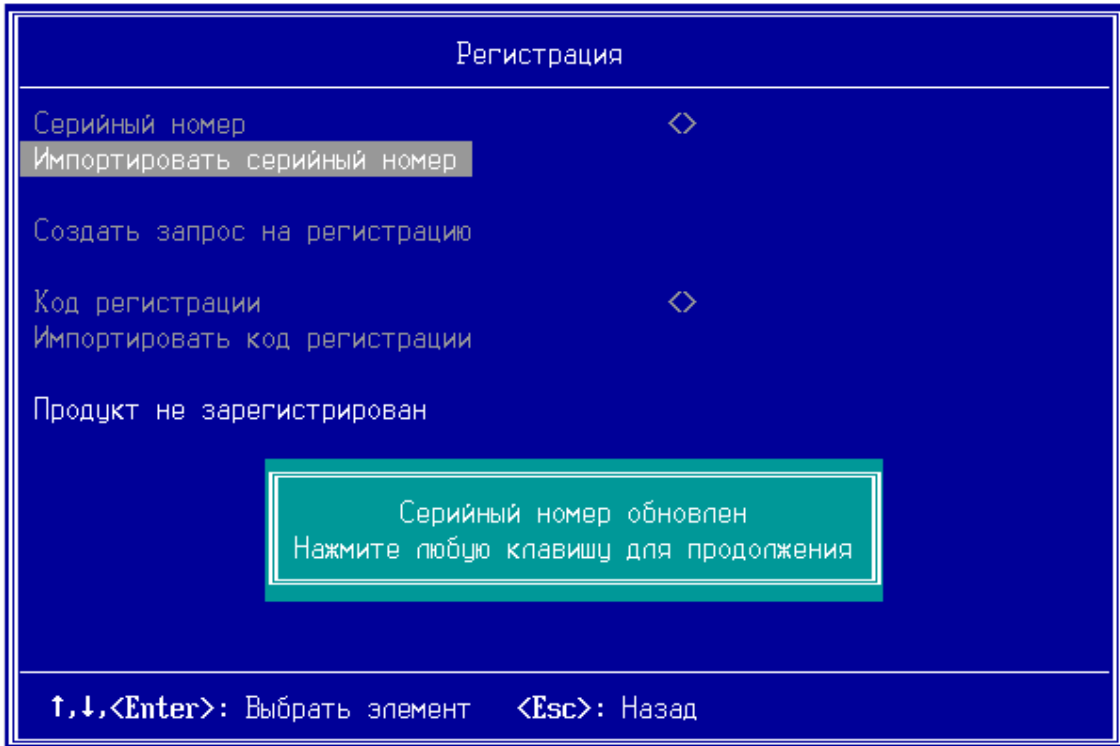 Регистрация
Серийный номер <>
Импортировать серийный номер
Создать запрос на регистрацию
Код регистрации <>
Импортировать код регистрации
Продукт не зарегистрирован
Серийный номер обновлен
Нажмите любую клавишу для продолжения
↑,↓,<Enter>: Выбрать элемент <Esc>: Назад